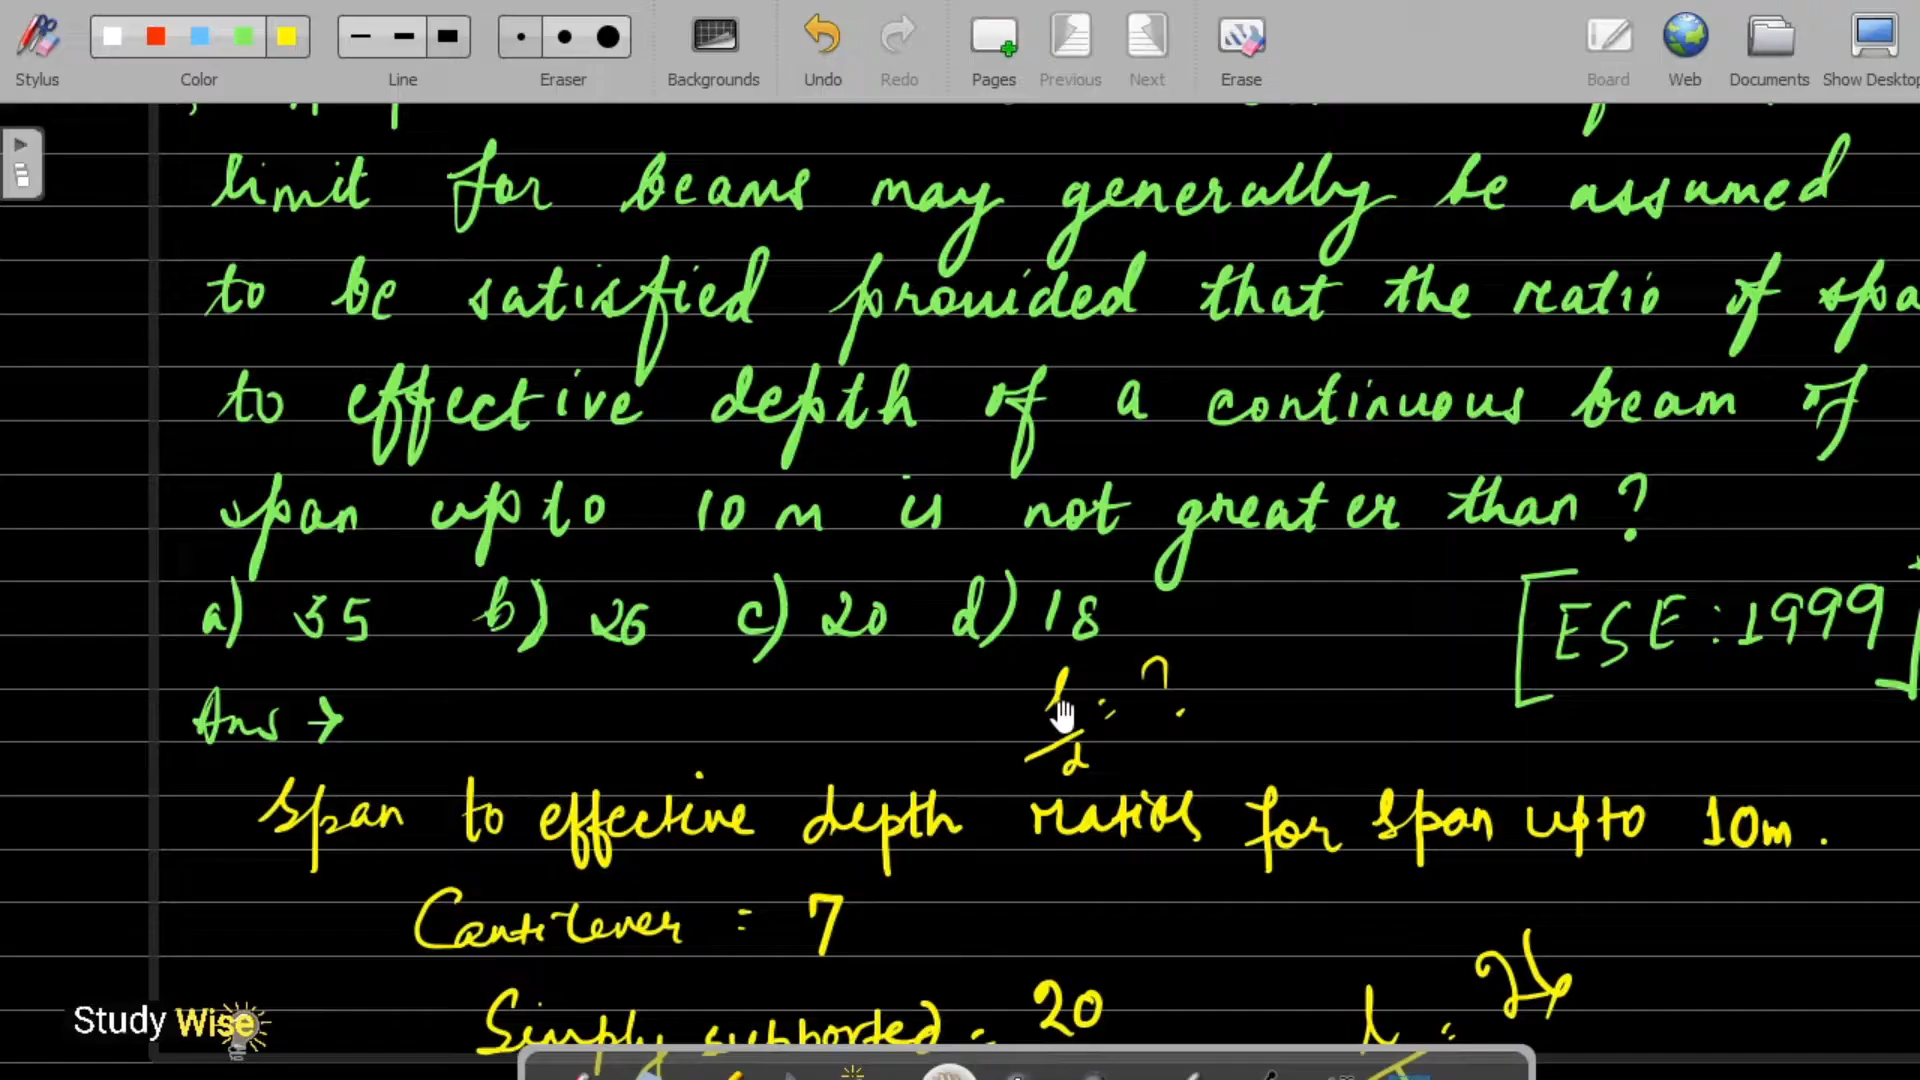 Stylus Color Line Eraser Backgrounds Undo Redo Pages Previous Next Erase Board Web Documents Show Desktop
limit for beams may generally be assumed
to be satisfied provided that the ratio of spa
to effective depth of a continuous beam of
span upto 10 m is not greater than ?
a) 35 b) 26 c) 20 d) 18 [ESE: 1999]
Ans →
l/d = ?
span to effective depth ratios for span upto 10m.
Cantilever = 7
Simply supported = 20
l = 26
Study Wise